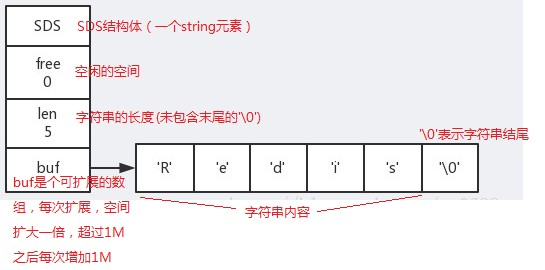 SDS
SDS结构体（一个string元素）
free
0
空闲的空间
len
5
字符串的长度(未包含末尾的'\0')
'\0'表示字符串结尾
buf
'R' 'e' 'd' 'i' 's' '\0'
buf是个可扩展的数
组，每次扩展，空间
扩大一倍，超过1M
之后每次增加1M
字符串内容